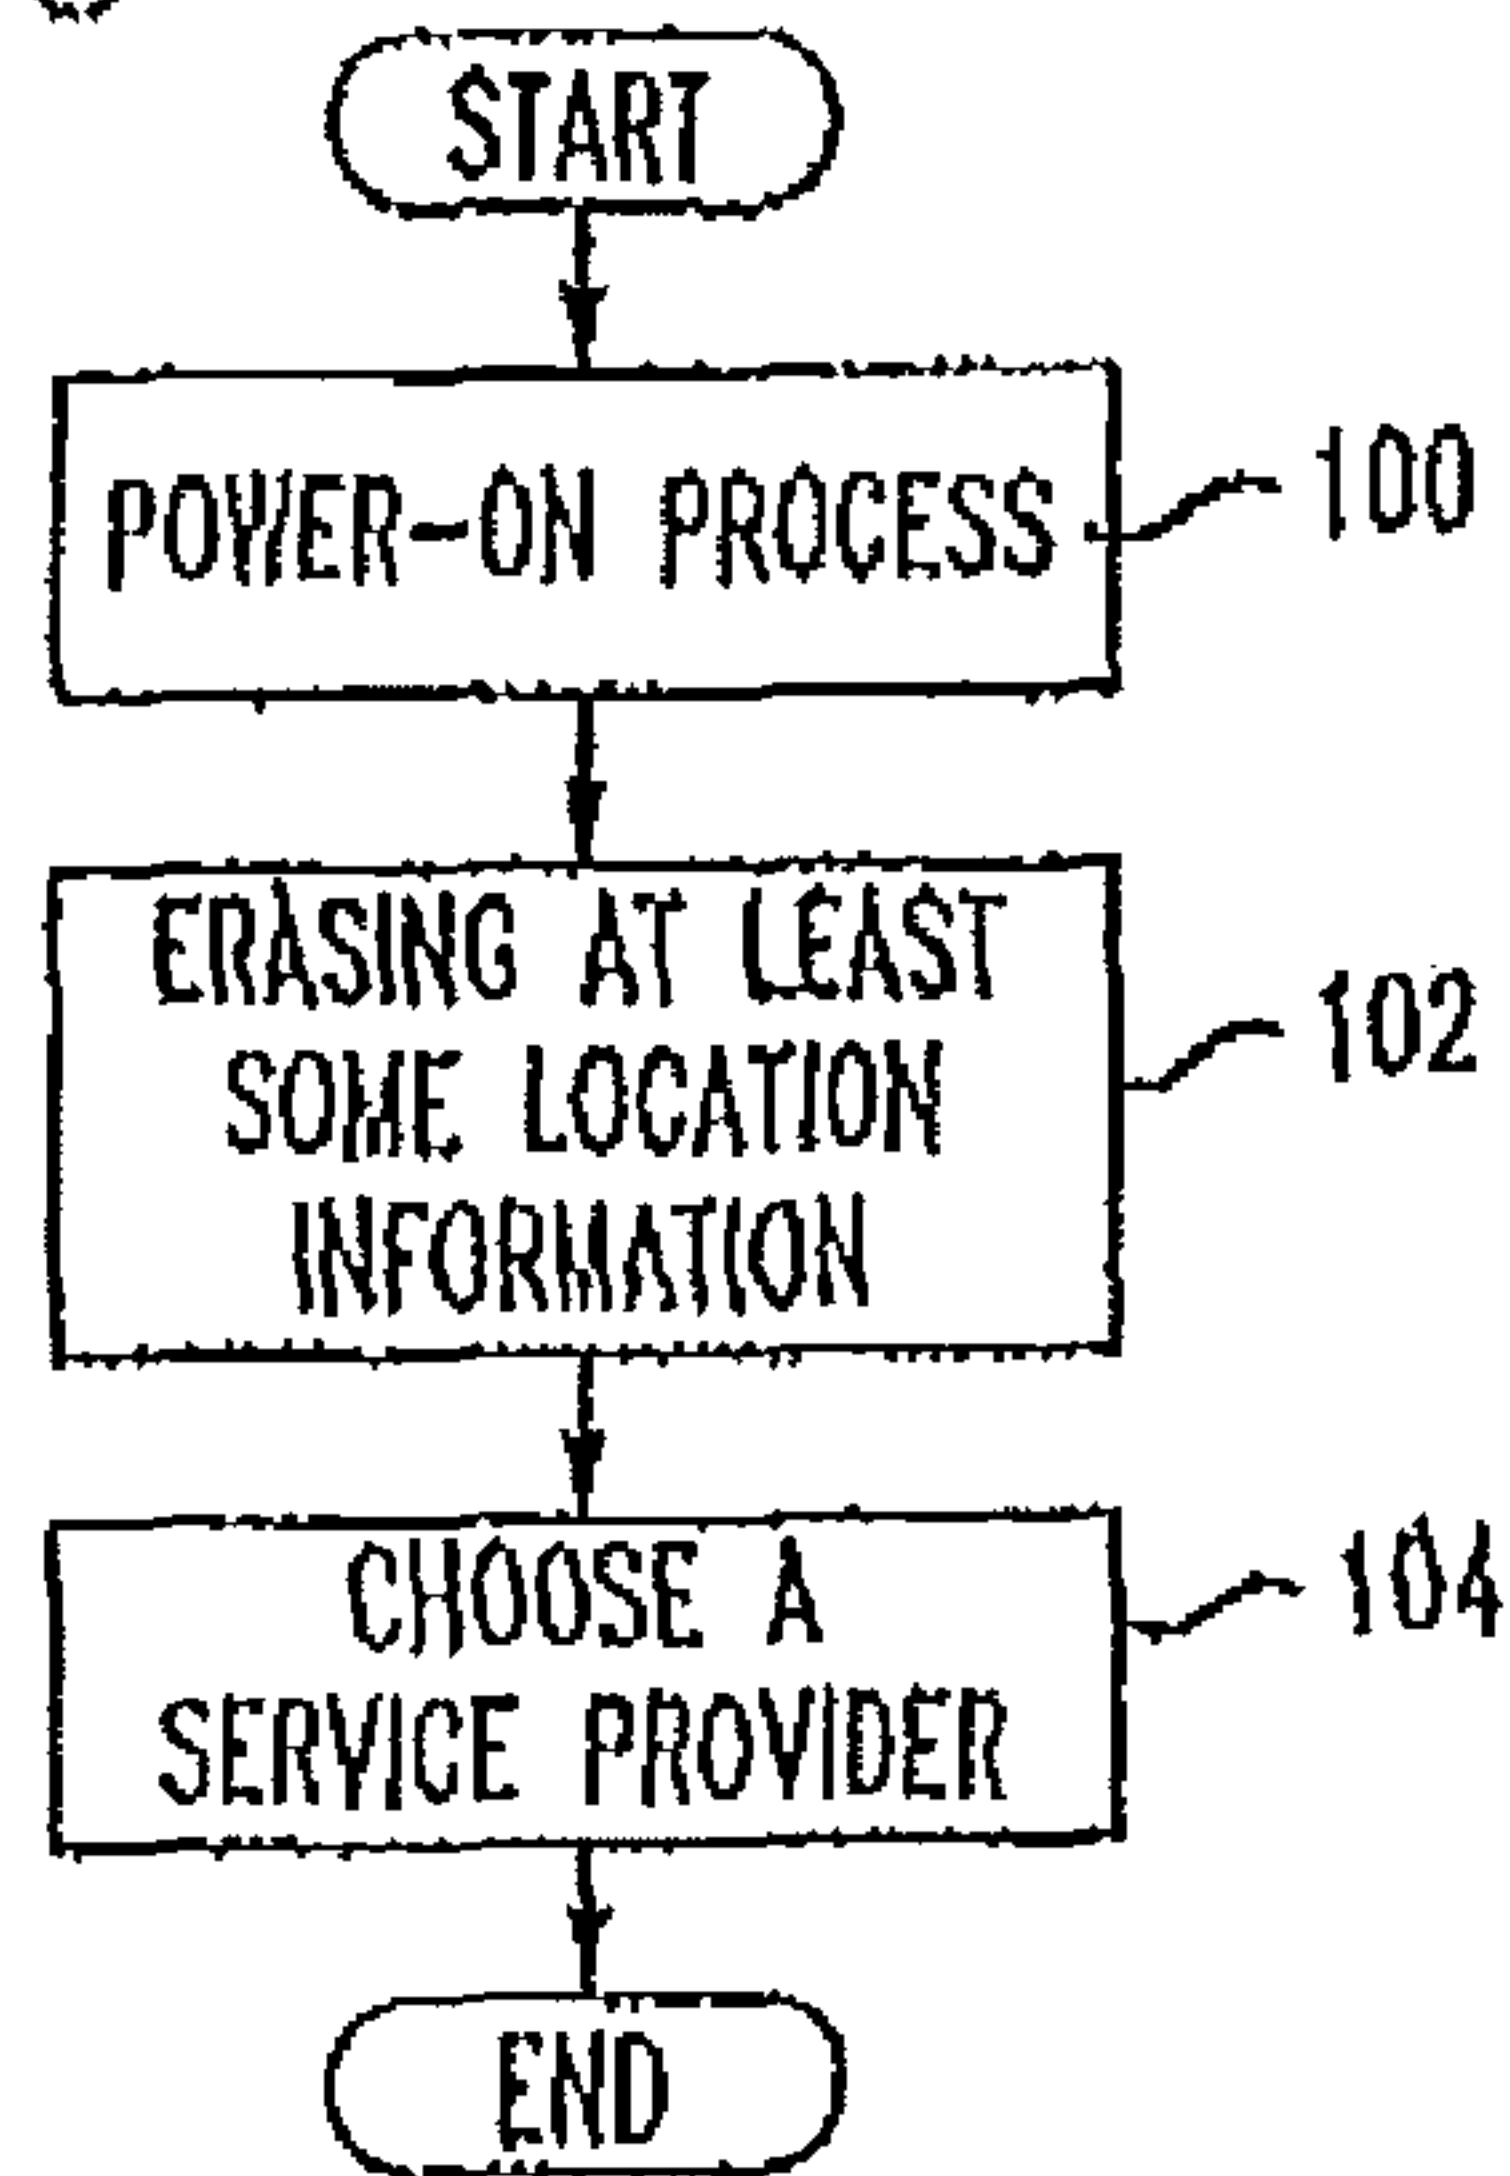 START
POWER-ON PROCESS
100
ERASING AT LEAST
SOME LOCATION
INFORMATION
102
CHOOSE A
SERVICE PROVIDER
104
END